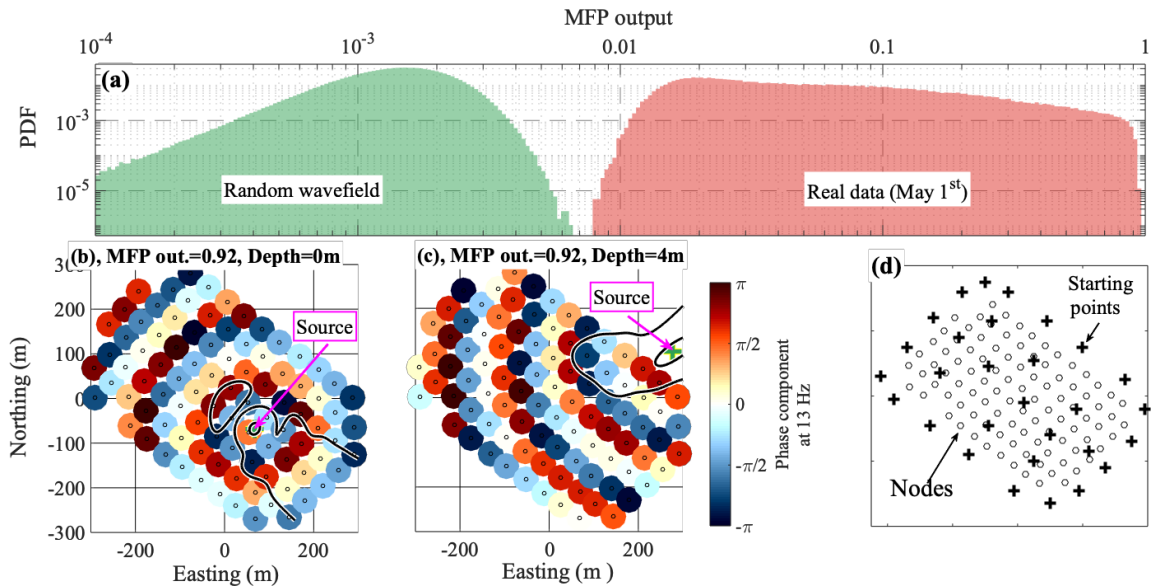 MFP output
10⁻⁴ 10⁻³ 0.01 0.1 1
(a)
PDF
10⁻³
10⁻⁵
Random wavefield
Real data (May 1ˢᵗ)
(b), MFP out.=0.92, Depth=0m
300
200
100
0
-100
-200
-300
Northing (m)
Source
-200 0 200
Easting (m)
(c), MFP out.=0.92, Depth=4m
Source
-200 0 200
Easting (m )
π
π/2
0
-π/2
-π
Phase component
at 13 Hz
(d)
Starting
points
Nodes